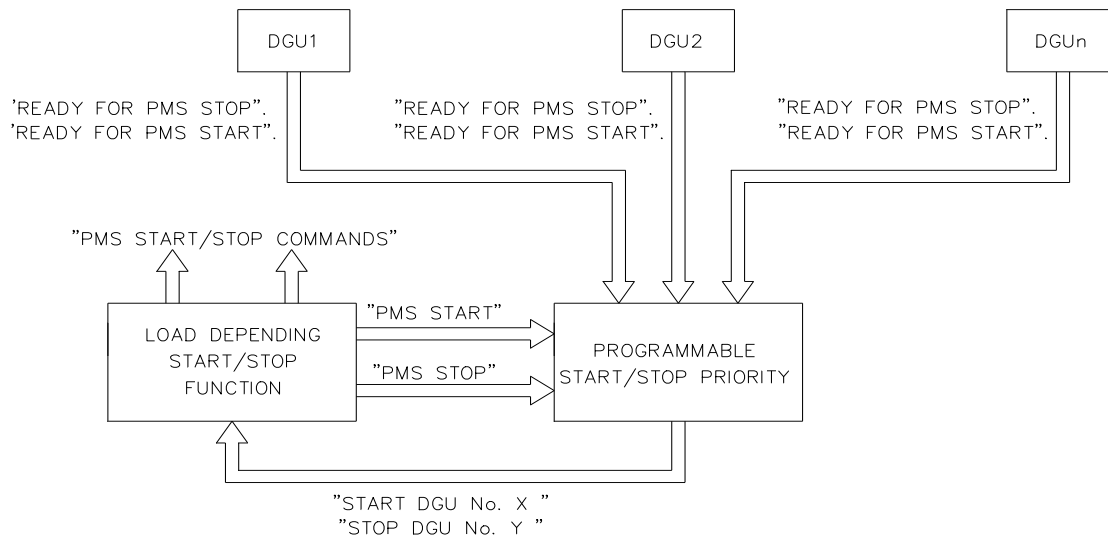 DGU1
DGU2
DGUn
'READY FOR PMS STOP".
'READY FOR PMS START".
"READY FOR PMS STOP".
"READY FOR PMS START".
"READY FOR PMS STOP".
"READY FOR PMS START".
"PMS START/STOP COMMANDS"
LOAD DEPENDING
START/STOP
FUNCTION
"PMS START"
"PMS STOP"
PROGRAMMABLE
START/STOP PRIORITY
"START DGU No. X "
"STOP DGU No. Y "